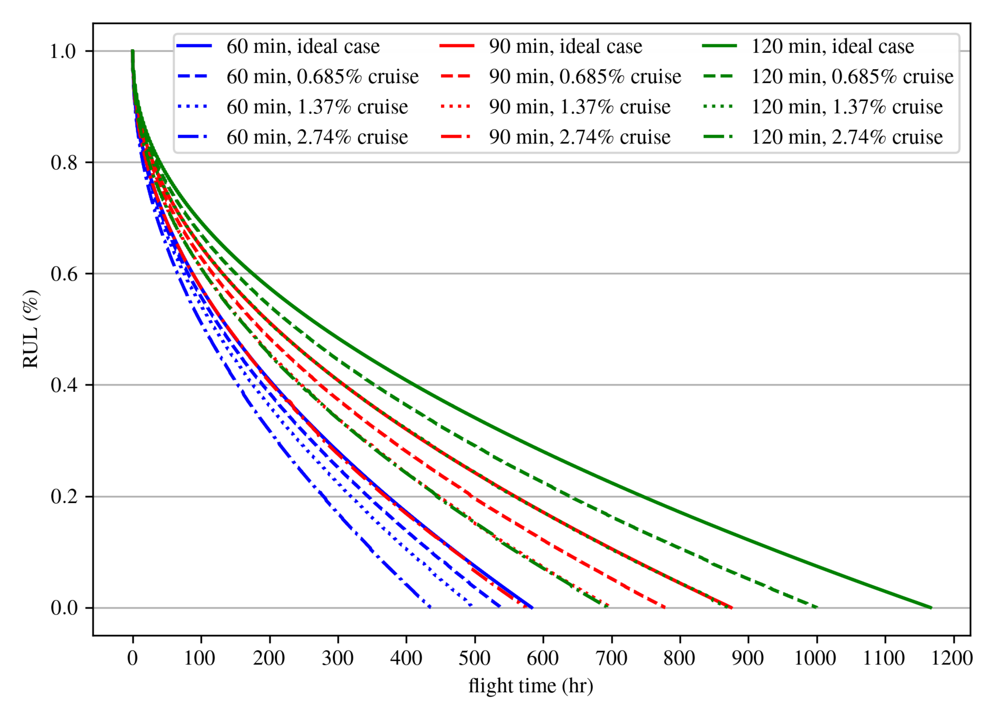 60 min, ideal case
60 min, 0.685% cruise
60 min, 1.37% cruise
60 min, 2.74% cruise
90 min, ideal case
90 min, 0.685% cruise
90 min, 1.37% cruise
90 min, 2.74% cruise
120 min, ideal case
120 min, 0.685% cruise
120 min, 1.37% cruise
120 min, 2.74% cruise
RUL (%)
1.0
0.8
0.6
0.4
0.2
0.0
0 100 200 300 400 500 600 700 800 900 1000 1100 1200
flight time (hr)